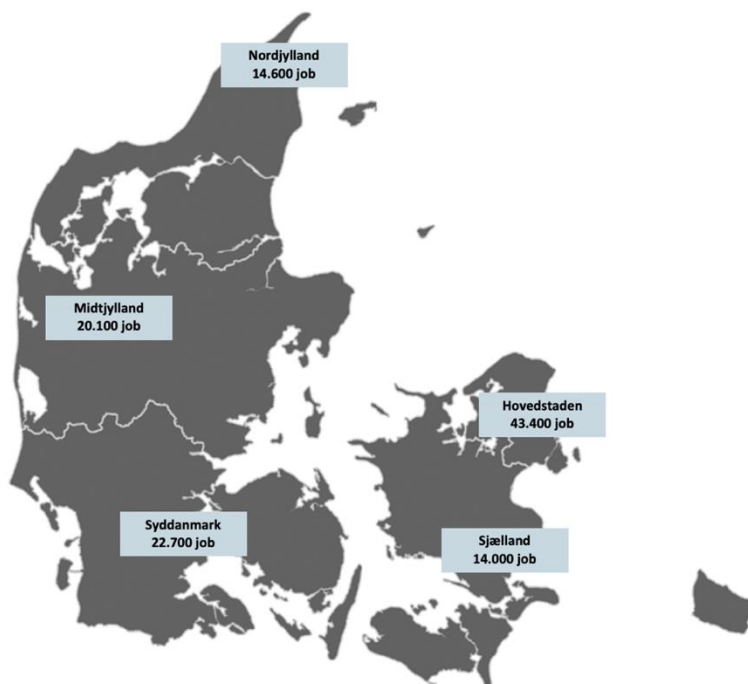 Nordjylland
14.600 job
Midtjylland
20.100 job
Hovedstaden
43.400 job
Syddanmark
22.700 job
Sjælland
14.000 job